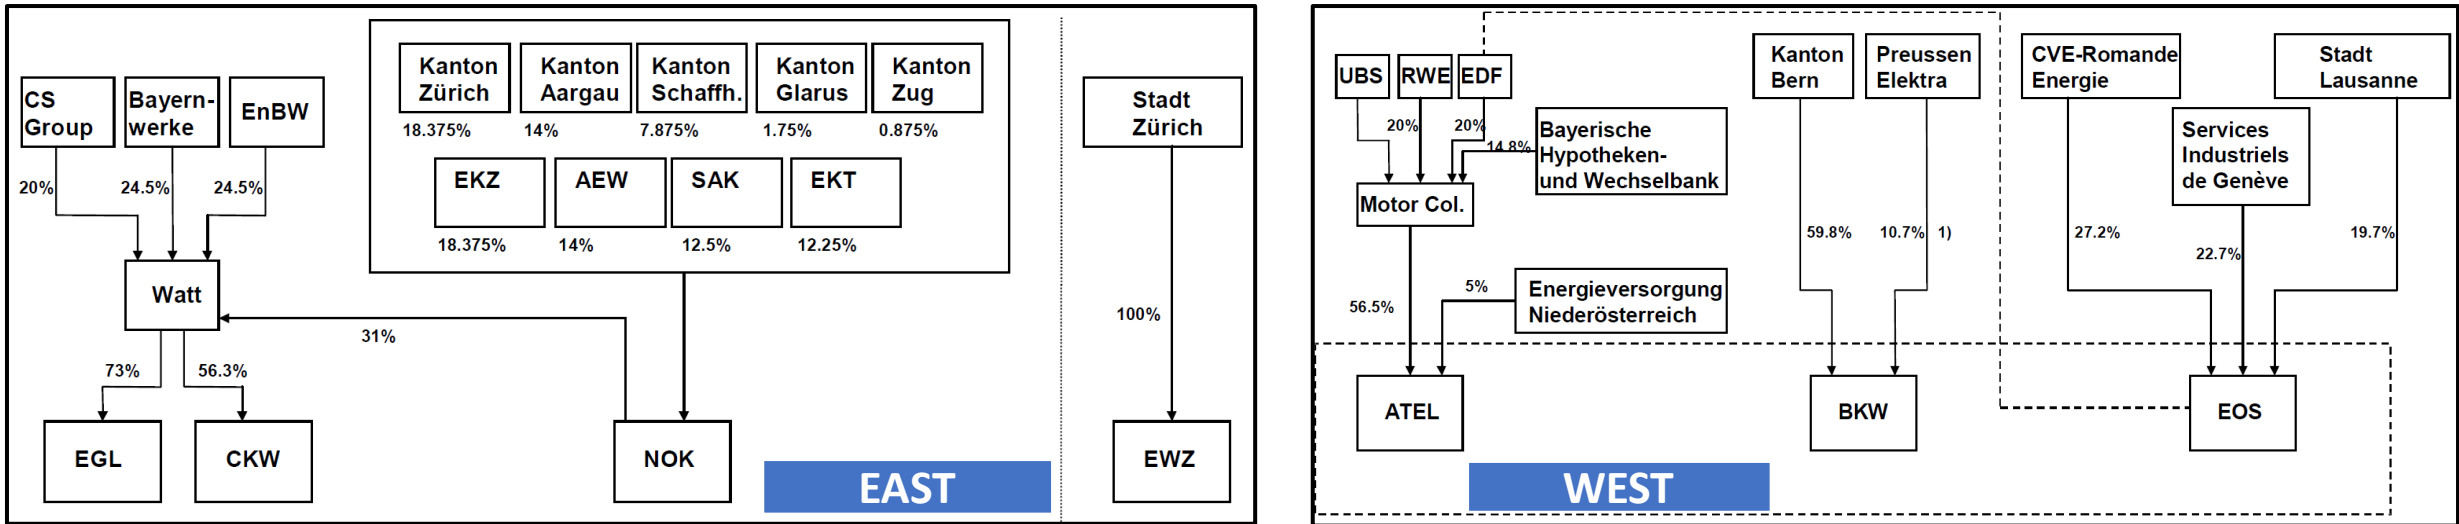 CS
Group
Bayern-
werke
EnBW
20%
24.5%
24.5%
Watt
73%
56.3%
EGL
CKW
Kanton
Zürich
Kanton
Aargau
Kanton
Schaffh.
Kanton
Glarus
Kanton
Zug
18.375%
14%
7.875%
1.75%
0.875%
EKZ
AEW
SAK
EKT
18.375%
14%
12.5%
12.25%
31%
NOK
EAST
Stadt
Zürich
100%
EWZ
UBS
RWE
EDF
20%
20%
14.8%
Bayerische
Hypotheken-
und Wechselbank
Motor Col.
56.5%
5%
Energieversorgung
Niederösterreich
ATEL
Kanton
Bern
Preussen
Elektra
59.8%
10.7% 1)
BKW
CVE-Romande
Energie
Services
Industriels
de Genève
Stadt
Lausanne
27.2%
22.7%
19.7%
EOS
WEST